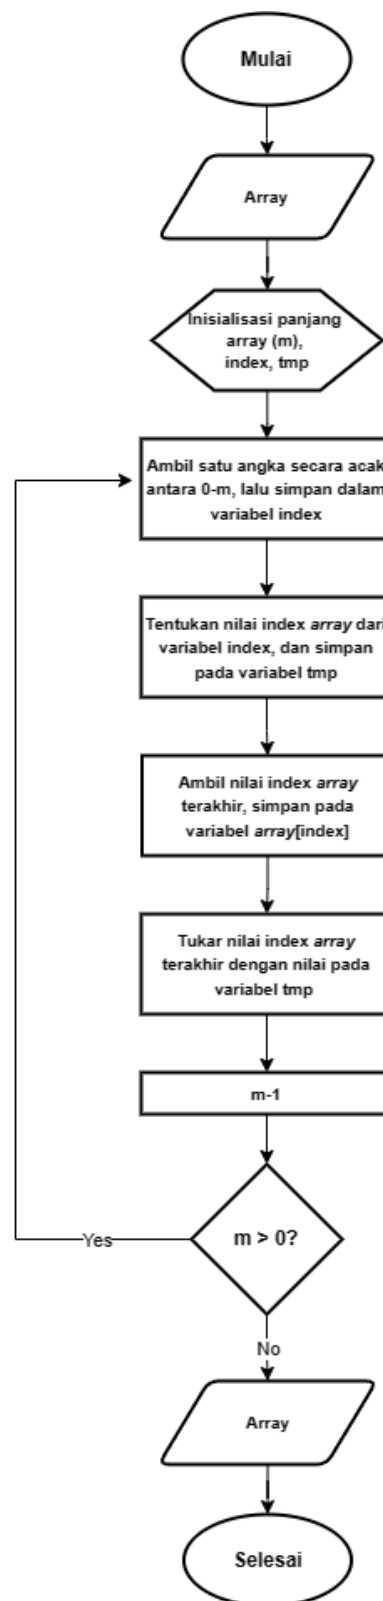 Mulai
Array
Inisialisasi panjang
array (m),
index, tmp
Ambil satu angka secara acak
antara 0-m, lalu simpan dalam
variabel index
Tentukan nilai index array dari
variabel index, dan simpan
pada variabel tmp
Ambil nilai index array
terakhir, simpan pada
variabel array[index]
Tukar nilai index array
terakhir dengan nilai pada
variabel tmp
m-1
m > 0?
Yes
No
Array
Selesai